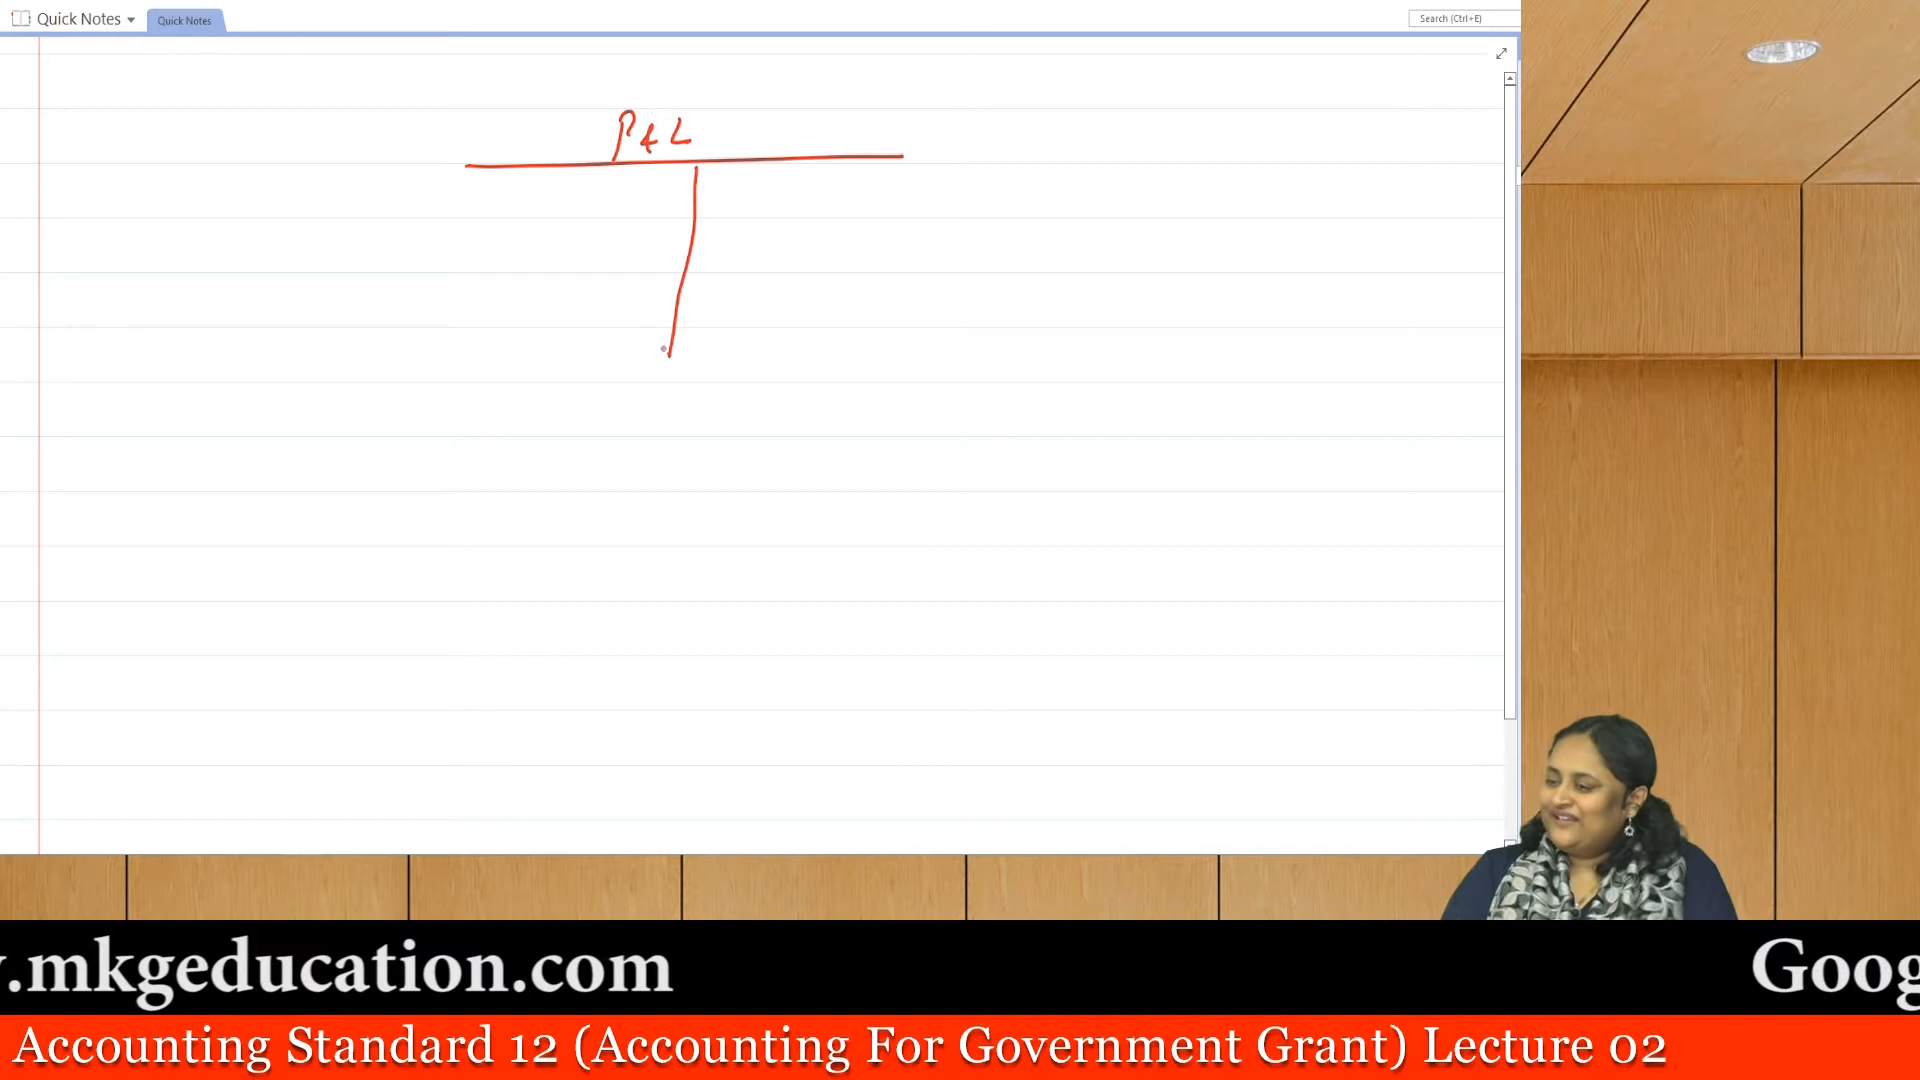 Quick Notes
Quick Notes
Search (Ctrl+E)
P & L
.mkgeducation.com
Goog
Accounting Standard 12 (Accounting For Government Grant) Lecture 02